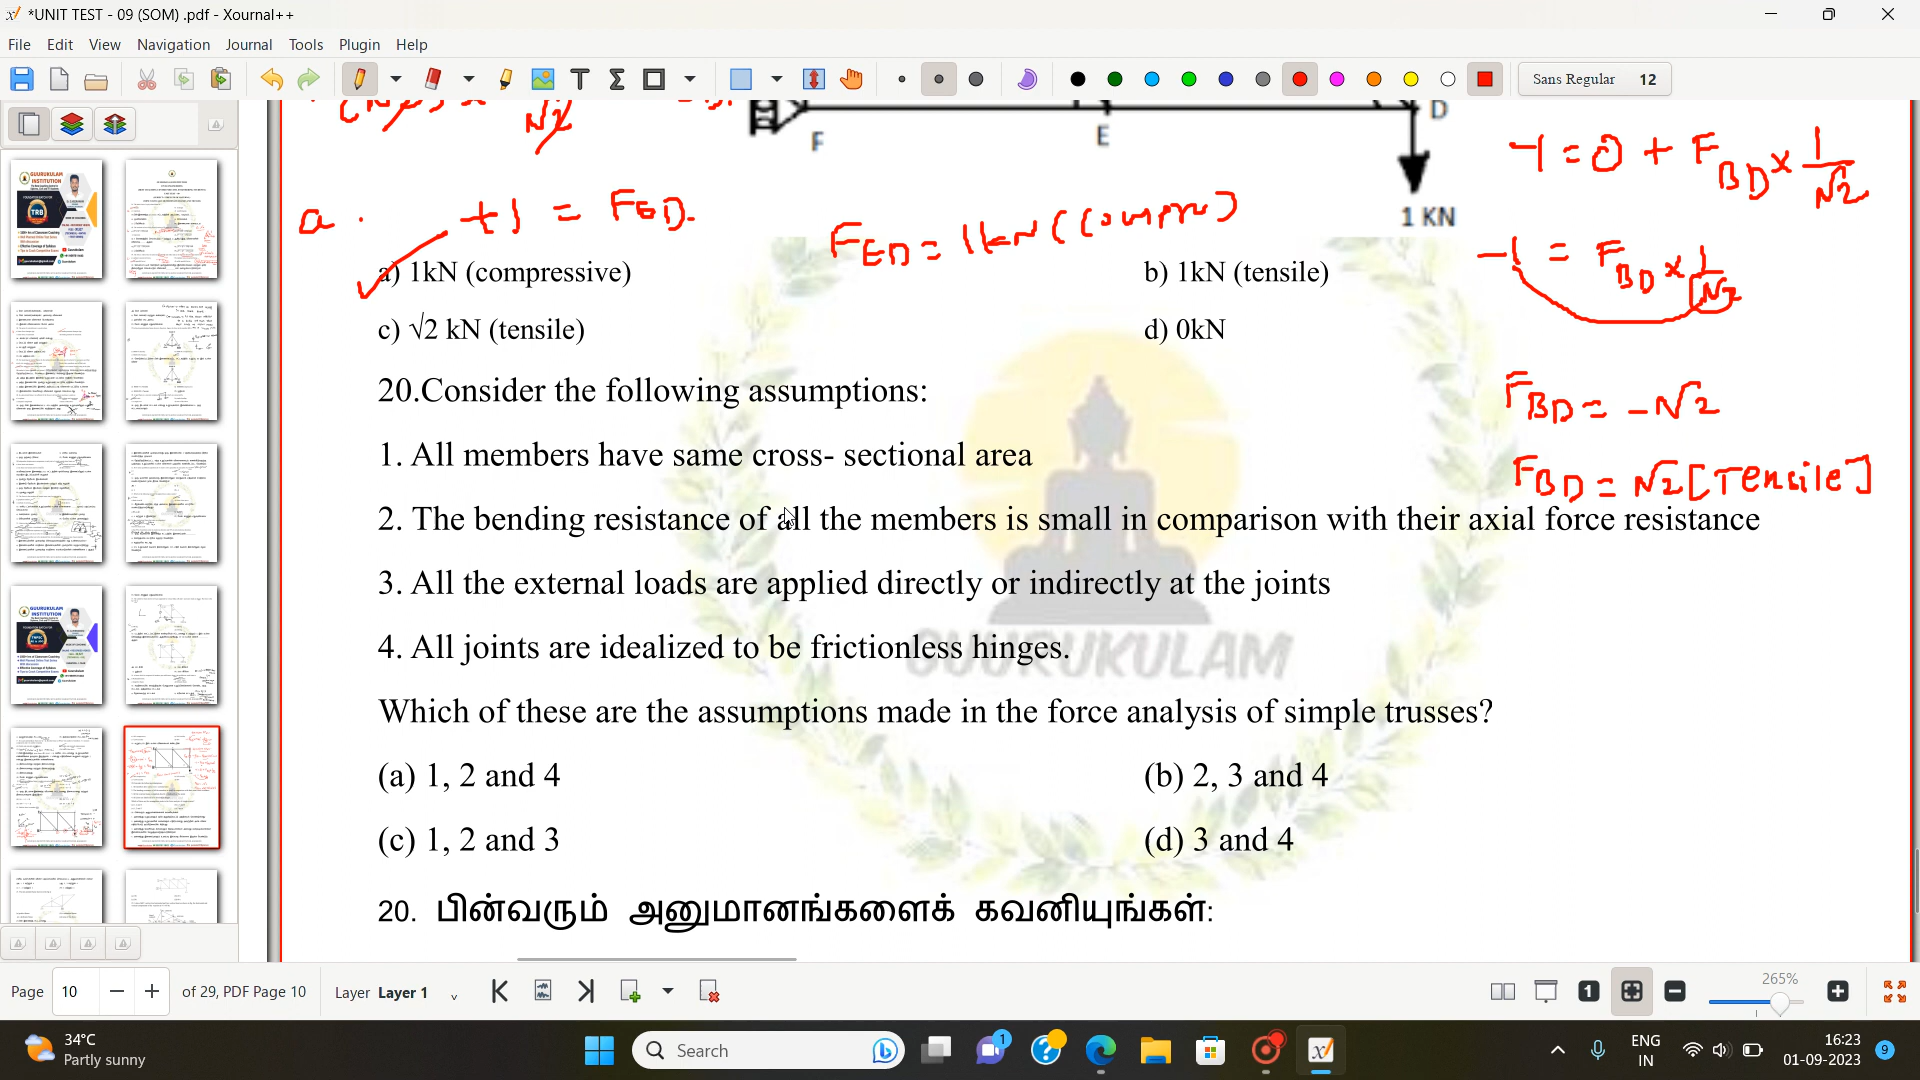 *UNIT TEST - 09 (SOM) .pdf - Xournal++
File Edit View Navigation Journal Tools Plugin Help
Sans Regular 12
F E D
1 KN
-1 = 0 + F BD × 1/√2
a. +1 = FED.
FED = 1kN (Compre)
-1 = F BD × 1/√2
a) 1kN (compressive) b) 1kN (tensile)
c) √2 kN (tensile) d) 0kN
20.Consider the following assumptions:
FBD = -√2
1. All members have same cross- sectional area
FBD = √2 [Tensile]
2. The bending resistance of all the members is small in comparison with their axial force resistance
3. All the external loads are applied directly or indirectly at the joints
4. All joints are idealized to be frictionless hinges.
GUURUKULAM
Which of these are the assumptions made in the force analysis of simple trusses?
(a) 1, 2 and 4 (b) 2, 3 and 4
(c) 1, 2 and 3 (d) 3 and 4
20. பின்வரும் அனுமானங்களைக் கவனியுங்கள்:
Page 10 of 29, PDF Page 10 Layer Layer 1 265%
34°C
Partly sunny
Search
1
ENG
IN
16:23
01-09-2023
9